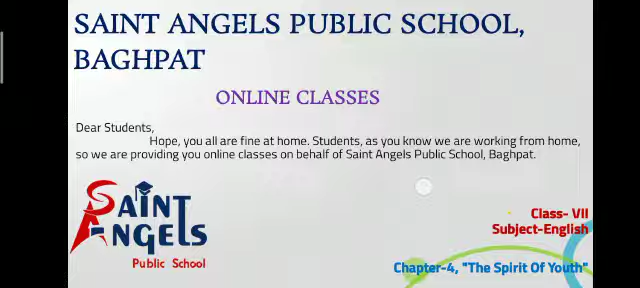 SAINT ANGELS PUBLIC SCHOOL,
BAGHPAT
ONLINE CLASSES
Dear Students,
Hope, you all are fine at home. Students, as you know we are working from home,
so we are providing you online classes on behalf of Saint Angels Public School, Baghpat.
SAINT
ANGELS
Public School
Class- VII
Subject-English
Chapter-4, "The Spirit Of Youth"